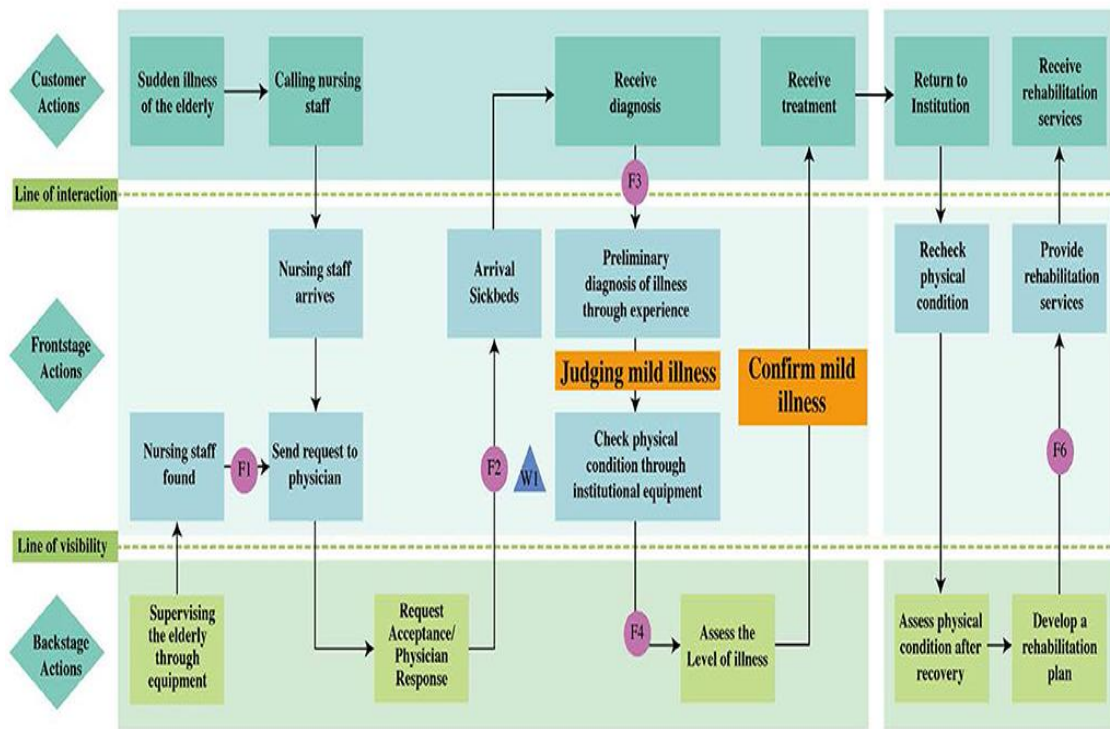 Customer
Actions
Sudden illness
of the elderly
Calling nursing
staff
Receive
diagnosis
Receive
treatment
Return to
Institution
Receive
rehabilitation
services
Line of interaction
F3
Frontstage
Actions
Nursing staff
arrives
Arrival
Sickbeds
Preliminary
diagnosis of illness
through experience
Recheck
physical
condition
Provide
rehabilitation
services
Judging mild illness
Confirm mild
illness
Nursing staff
found
F1
Send request to
physician
F2
W1
Check physical
condition through
institutional equipment
F6
Line of visibility
Backstage
Actions
Supervising
the elderly
through
equipment
Request
Acceptance/
Physician
Response
F4
Assess the
Level of illness
Assess physical
condition after
recovery
Develop a
rehabilitation
plan